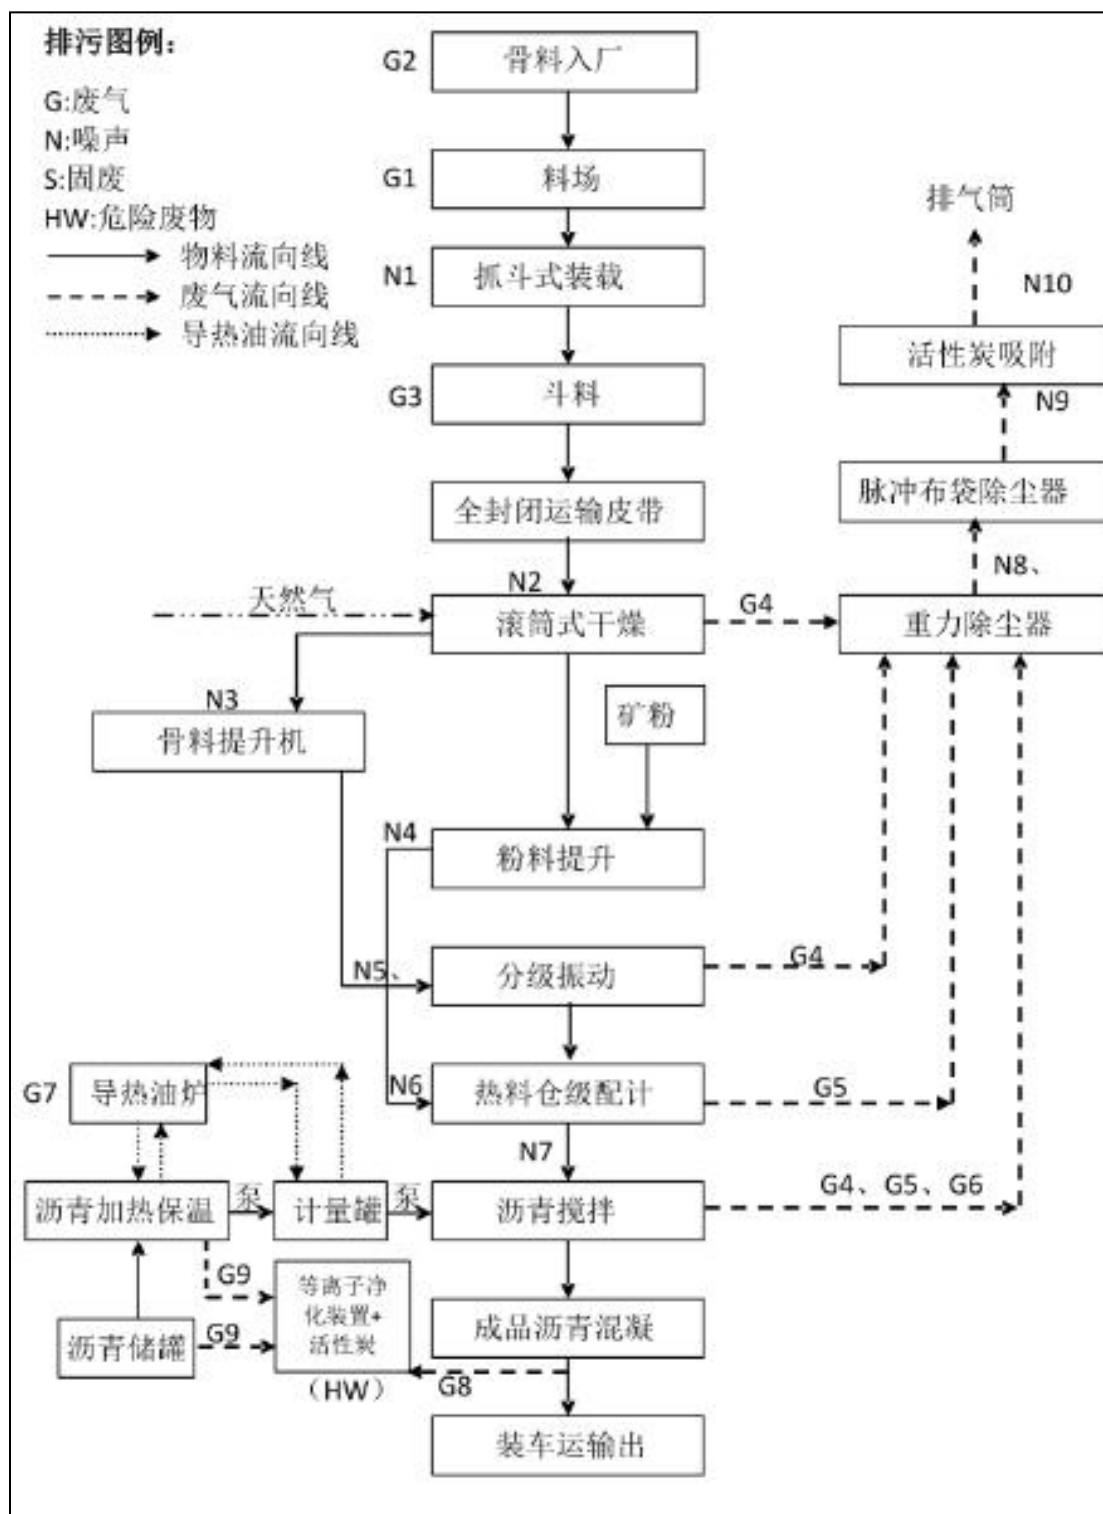 排污图例：
G:废气
N:噪声
S:固废
HW:危险废物
物料流向线
废气流向线
导热油流向线
G2
骨料入厂
G1
料场
N1
抓斗式装载
G3
斗料
全封闭运输皮带
N2
天然气
滚筒式干燥
G4
重力除尘器
N8、
脉冲布袋除尘器
N9
活性炭吸附
N10
排气筒
N3
骨料提升机
矿粉
N4
粉料提升
N5、
分级振动
G4
G7
导热油炉
N6
热料仓级配计
G5
N7
沥青加热保温
泵
计量罐
泵
沥青搅拌
G4、G5、G6
G9
等离子净
化装置+
活性炭
（HW）
沥青储罐
G9
成品沥青混凝
G8
装车运输出